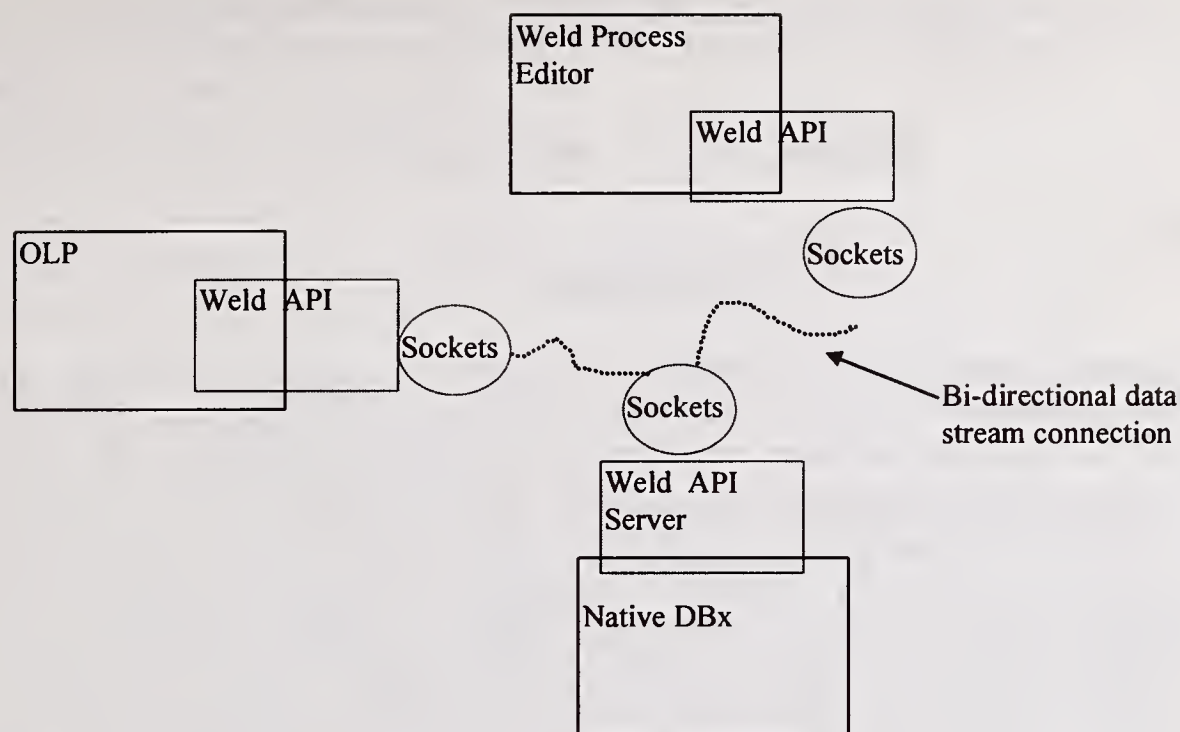 Weld Process
Editor
Weld API
Sockets
OLP
Weld API
Sockets
Sockets
Bi-directional data
stream connection
Weld API
Server
Native DBx